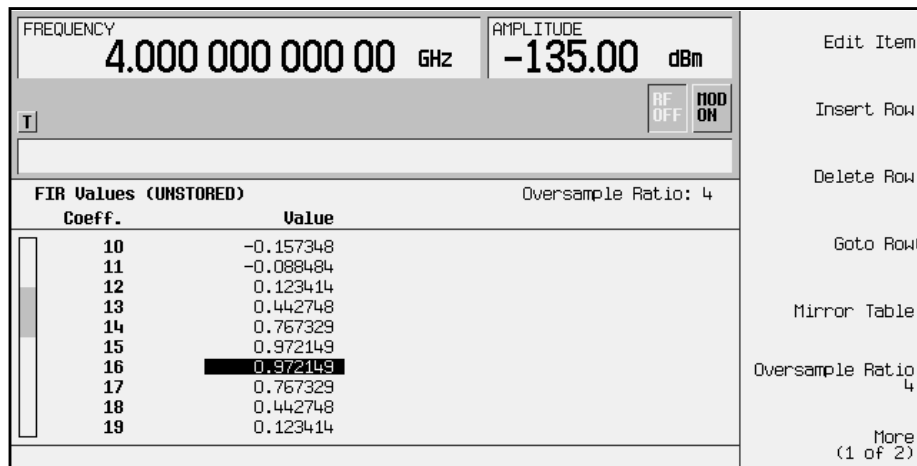 FREQUENCY
4.000 000 000 00 GHz
AMPLITUDE
-135.00 dBm
RF OFF
MOD ON
T
FIR Values (UNSTORED) Oversample Ratio: 4
Coeff. Value
10 -0.157348
11 -0.088484
12 0.123414
13 0.442748
14 0.767329
15 0.972149
16 0.972149
17 0.767329
18 0.442748
19 0.123414
Edit Item
Insert Row
Delete Row
Goto Row
Mirror Table
Oversample Ratio
4
More
(1 of 2)